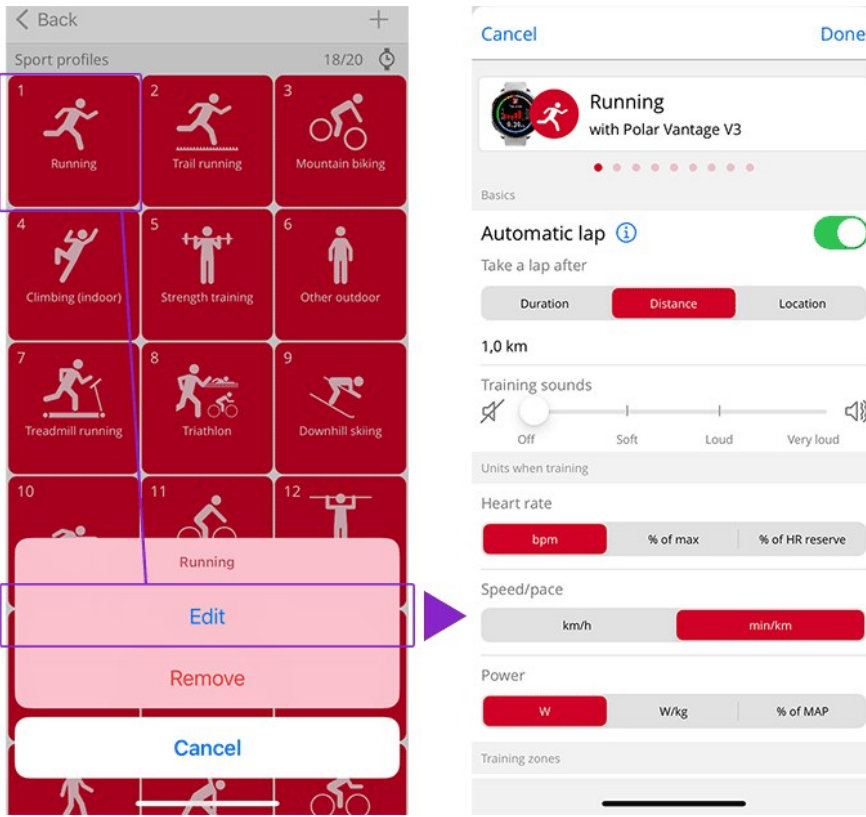 Back
Sport profiles 18/20
1 2 3
Running Trail running Mountain biking
4 5 6
Climbing (indoor) Strength training Other outdoor
7 8 9
Treadmill running Triathlon Downhill skiing
10 11 12
Running
Edit
Remove
Cancel
Cancel Done
Running
with Polar Vantage V3
Basics
Automatic lap
Take a lap after
Duration Distance Location
1,0 km
Training sounds
Off Soft Loud Very loud
Units when training
Heart rate
bpm % of max % of HR reserve
Speed/pace
km/h min/km
Power
W W/kg % of MAP
Training zones